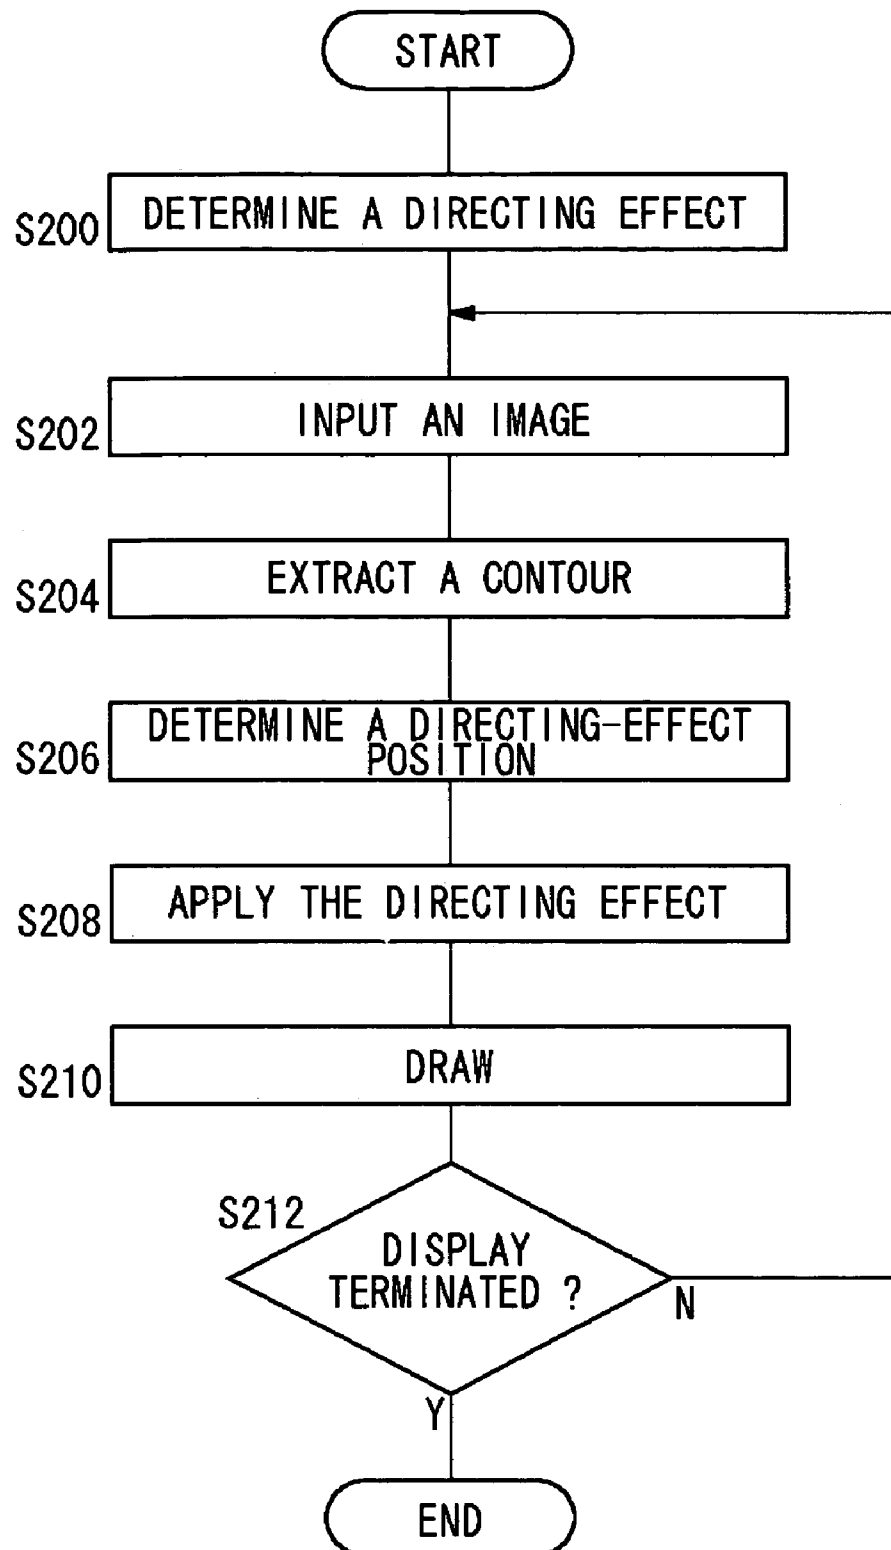 START
S200
DETERMINE A DIRECTING EFFECT
S202
INPUT AN IMAGE
S204
EXTRACT A CONTOUR
S206
DETERMINE A DIRECTING-EFFECT
POSITION
S208
APPLY THE DIRECTING EFFECT
S210
DRAW
S212
DISPLAY
TERMINATED ?
N
Y
END